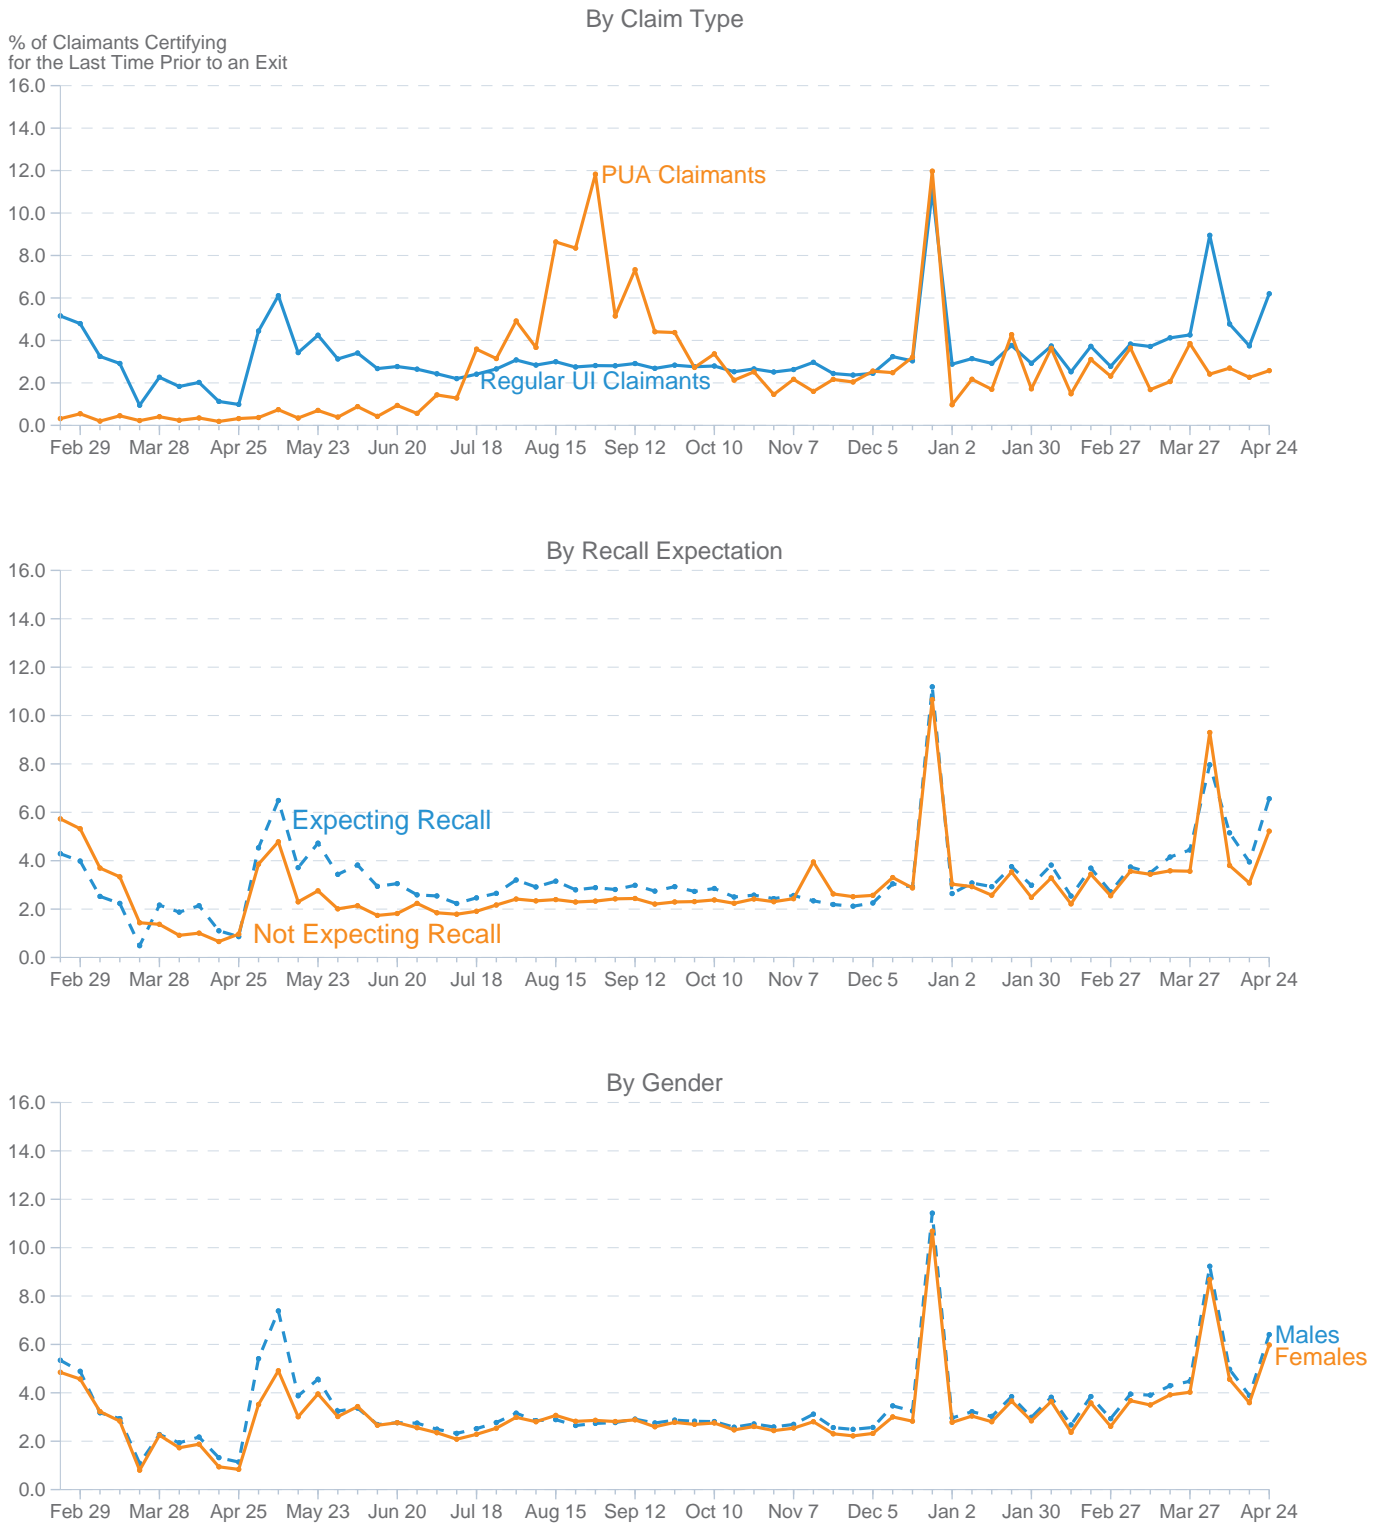 By Claim Type
% of Claimants Certifying
for the Last Time Prior to an Exit
16.0
14.0
12.0
PUA Claimants
10.0
8.0
6.0
4.0
2.0
Regular UI Claimants
0.0
Feb 29 Mar 28 Apr 25 May 23 Jun 20 Jul 18 Aug 15 Sep 12 Oct 10 Nov 7 Dec 5 Jan 2 Jan 30 Feb 27 Mar 27 Apr 24
By Recall Expectation
16.0
14.0
12.0
10.0
8.0
6.0
Expecting Recall
4.0
2.0
Not Expecting Recall
0.0
Feb 29 Mar 28 Apr 25 May 23 Jun 20 Jul 18 Aug 15 Sep 12 Oct 10 Nov 7 Dec 5 Jan 2 Jan 30 Feb 27 Mar 27 Apr 24
By Gender
16.0
14.0
12.0
10.0
8.0
6.0
Males
Females
4.0
2.0
0.0
Feb 29 Mar 28 Apr 25 May 23 Jun 20 Jul 18 Aug 15 Sep 12 Oct 10 Nov 7 Dec 5 Jan 2 Jan 30 Feb 27 Mar 27 Apr 24